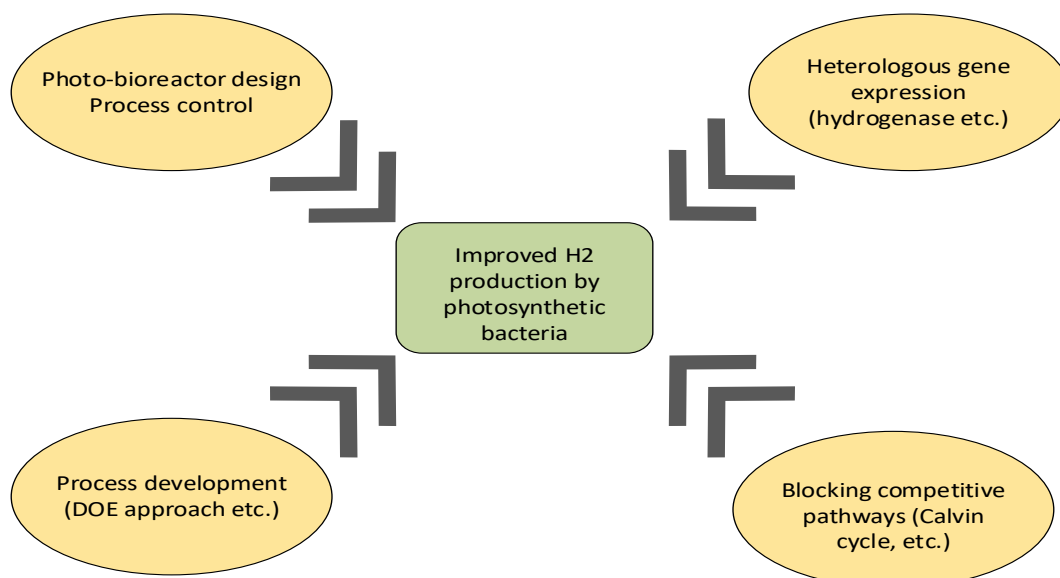 Photo-bioreactor design
Process control
Heterologous gene
expression
(hydrogenase etc.)
Improved H2
production by
photosynthetic
bacteria
Process development
(DOE approach etc.)
Blocking competitive
pathways (Calvin
cycle, etc.)